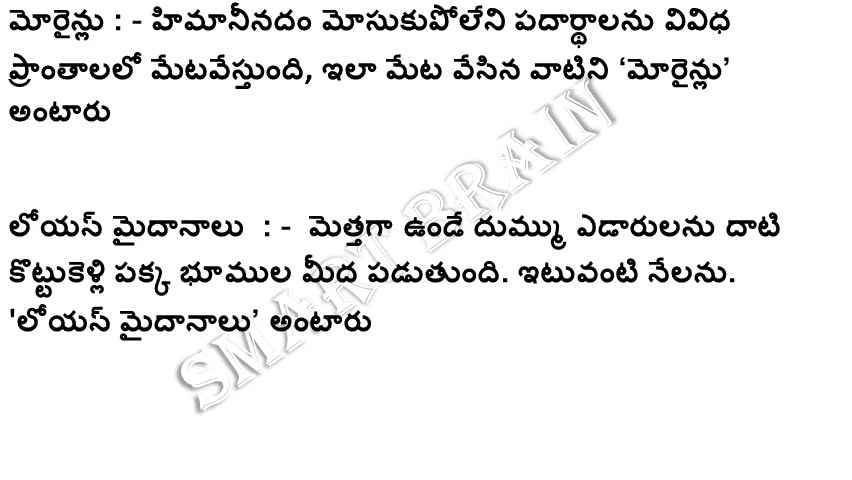 మోరైన్లు : - హిమానీనదం మోసుకుపోలేని పదార్థాలను వివిధ
ప్రాంతాలలో మేటవేస్తుంది, ఇలా మేట వేసిన వాటిని ‘మోరైన్లు’
అంటారు
లోయస్ మైదానాలు : - మెత్తగా ఉండే దుమ్ము ఎడారులను దాటి
కొట్టుకెళ్లి పక్క భూముల మీద పడుతుంది. ఇటువంటి నేలను.
'లోయస్ మైదానాలు’ అంటారు
SMART BRAIN